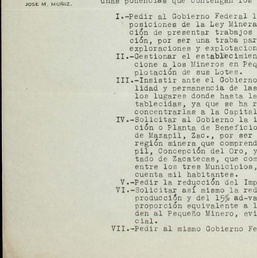 JOSE M. MUÑIZ.
unas ponencias que contengan los
I.-Pedir al Gobierno Federal l
posiciones de la Ley Minera
ción de presentar trabajos
ción, por ser una traba par
exploraciones y explotacion
II.-Gestionar el establecimien
cione a los Mineros en Peq
plotación de sus Lotes.
III.-Insistir ante el Gobierno
lidad y permanencia de las
los lugares donde hasta la
tablecidas, ya que se ha r
concentrarlas a la Capital
IV.-Solicitar al Gobierno la i
ción o Planta de Beneficio
de Mazapil, Zac., por ser
región minera que comprend
pil, Concepción del Oro, y
tado de Zacatecas, que com
entre los tres Municipios,
cuenta mil habitantes.
V.-Pedir la reducción del Imp
VI.-Solicitar así mismo la red
producción y del 15% ad-va
proporción equivalente a l
den al Pequeño Minero, evi
cial.
VII.-Pedir al mismo Gobierno Fe